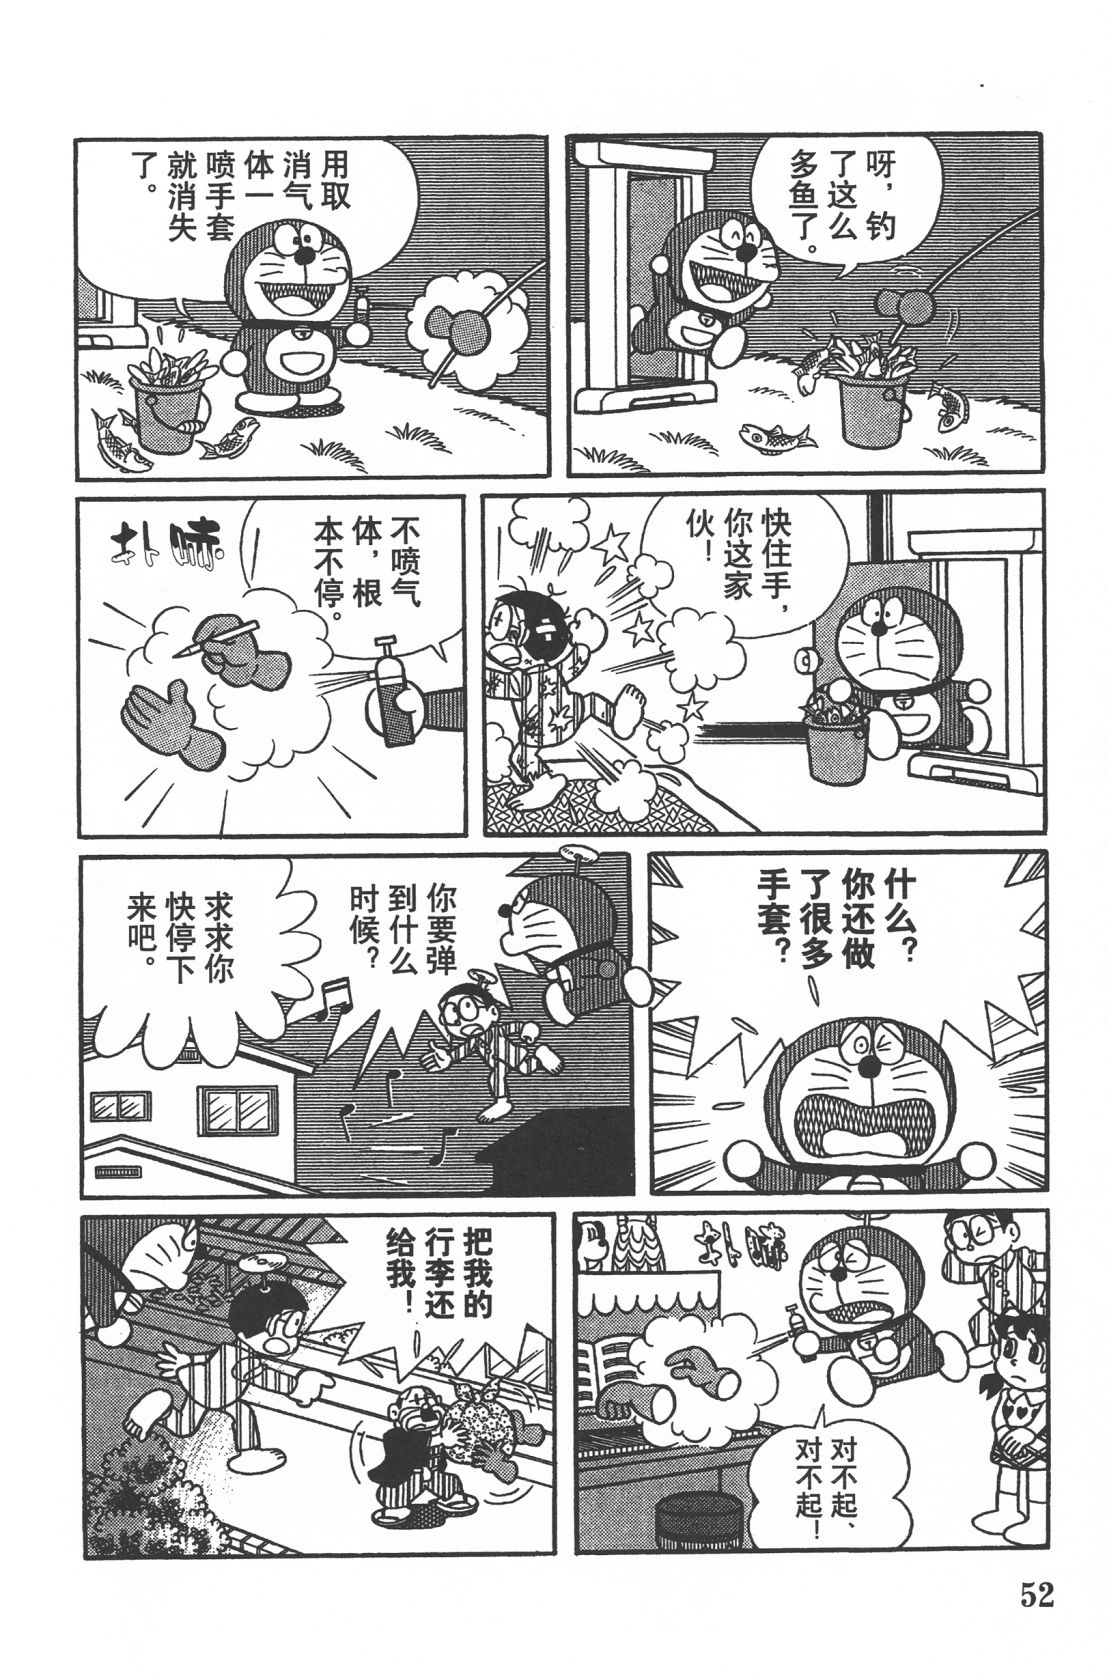 呀，钓
了这么
多鱼了。
用取
消气
体一
喷手套
就消失
了。
快住手，
你这家
伙！
不喷气
体，根
本不停。
扑哧
什么？
你还做
了很多
手套？
你要弹
到什么
时候？
求求你
快停下
来吧。
扑哧
对不起、
对不起！
把我的
行李还
给我！
52